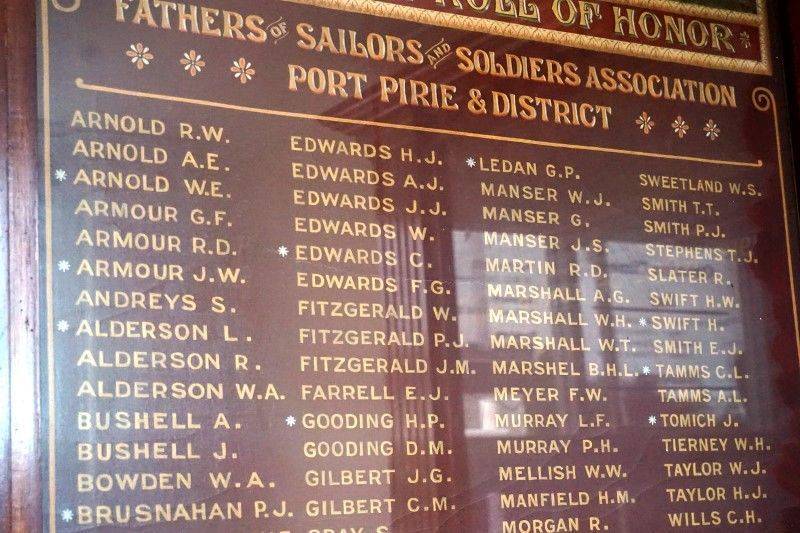 ROLL OF HONOR
FATHERS OF SAILORS AND SOLDIERS ASSOCIATION
PORT PIRIE & DISTRICT
ARNOLD R.W.
ARNOLD A.E.
*ARNOLD W.E.
ARMOUR G.F.
ARMOUR R.D.
*ARMOUR J.W.
ANDREYS S.
*ALDERSON L.
ALDERSON R.
ALDERSON W.A.
BUSHELL A.
BUSHELL J.
BOWDEN W.A.
*BRUSNAHAN P.J.
EDWARDS H.J.
EDWARDS A.J.
EDWARDS J.J.
EDWARDS W.
*EDWARDS C.
EDWARDS F.G.
FITZGERALD W.
FITZGERALD P.J.
FITZGERALD J.M.
FARRELL E.J.
*GOODING H.P.
GOODING D.M.
GILBERT J.G.
GILBERT C.M.
GRAY S.
*LEDAN G.P.
MANSER W.J.
MANSER G.
MANSER J.S.
MARTIN R.D.
MARSHALL A.G.
MARSHALL W.H.
MARSHALL W.T.
MARSHEL B.H.L.
MEYER F.W.
MURRAY L.F.
MURRAY P.H.
MELLISH W.W.
MANFIELD H.M.
MORGAN R.
SWEETLAND W.S.
SMITH T.T.
SMITH P.J.
STEPHENS T.J.
SLATER R.
SWIFT H.W.
*SWIFT H.
SMITH E.J.
*TAMMS C.L.
TAMMS A.L.
*TOMICH J.
TIERNEY W.H.
TAYLOR W.J.
TAYLOR H.J.
WILLS C.H.